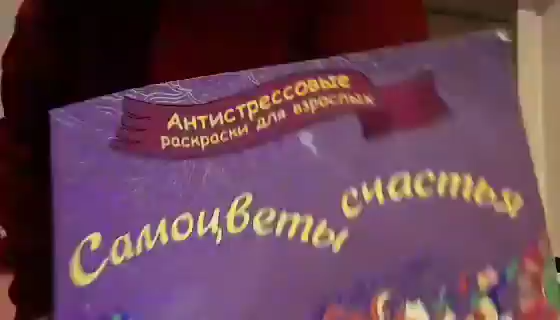 Антистрессовые
раскраски для взрослых
Самоцветы счастья